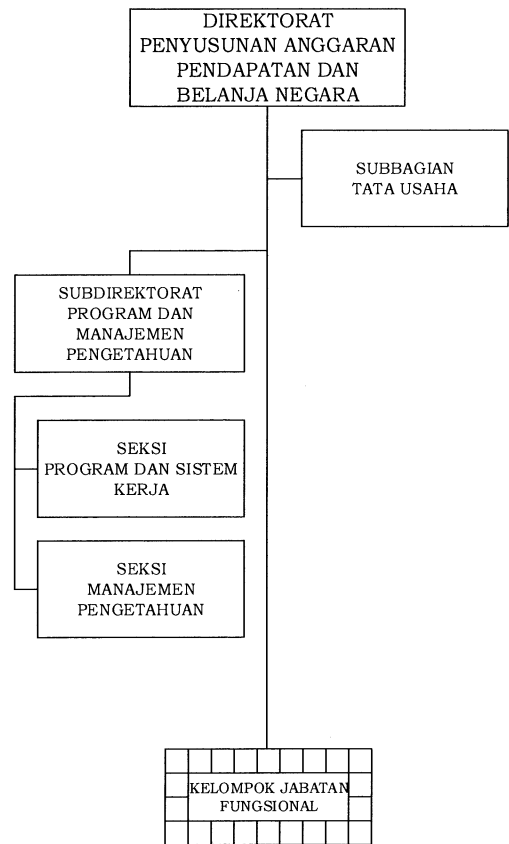 DIREKTORAT
PENYUSUNAN ANGGARAN
PENDAPATAN DAN
BELANJA NEGARA
SUBBAGIAN
TATA USAHA
SUBDIREKTORAT
PROGRAM DAN
MANAJEMEN
PENGETAHUAN
SEKSI
PROGRAM DAN SISTEM
KERJA
SEKSI
MANAJEMEN
PENGETAHUAN
KELOMPOK JABATAN
FUNGSIONAL